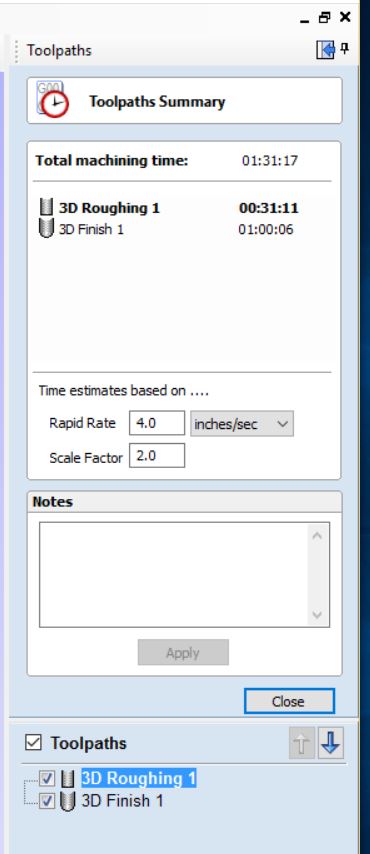 Toolpaths
G00
Toolpaths Summary
Total machining time: 01:31:17
3D Roughing 1 00:31:11
3D Finish 1 01:00:06
Time estimates based on ....
Rapid Rate 4.0 inches/sec
Scale Factor 2.0
Notes
Apply
Close
Toolpaths
3D Roughing 1
3D Finish 1